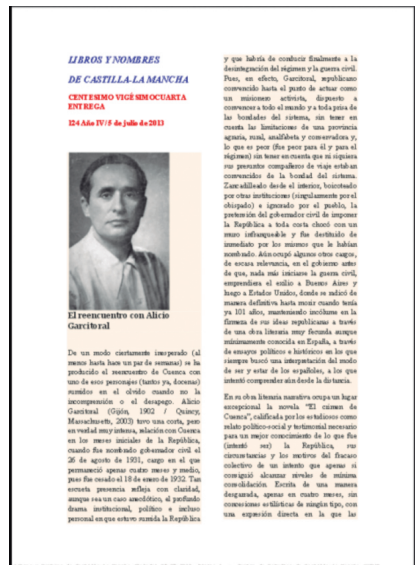 LIBROS Y NOMBRES
DE CASTILLA-LA MANCHA
CENTÉSIMO VIGÉSIMOCUARTA
ENTREGA
124 Año IV/ 5 de julio de 2013
El reencuentro con Alicio
Garcitoral
De un modo ciertamente inesperado (al
menos hasta hace un par de semanas) se ha
producido el reencuentro de Cuenca con
uno de esos personajes (tantos ya, docenas)
sumidos en el olvido cuando no la
incomprensión o el desapego. Alicio
Garcitoral (Gijón, 1902 / Quincy,
Massachusetts, 2003) tuvo una corta, pero
en verdad muy intensa, relación con Cuenca
en los meses iniciales de la República,
cuando fue nombrado gobernador civil el
26 de agosto de 1931, cargo en el que
permaneció apenas cuatro meses y medio,
pues fue cesado el 18 de enero de 1932. Tan
escueta presencia refleja con claridad,
aunque sea un caso anecdótico, el profundo
drama institucional, político e incluso
personal en que estuvo sumida la República
y que habría de conducir finalmente a la
desintegración del régimen y la guerra civil.
Pues, en efecto, Garcitoral, republicano
convencido hasta el punto de actuar como
un misionero activista, dispuesto a
convencer a todo el mundo y a toda prisa de
las bondades del sistema, sin tener en
cuenta las limitaciones de una provincia
agraria, rural, analfabeta y conservadora y,
lo que es peor (fue peor para él y para el
régimen) sin tener en cuenta que ni siquiera
sus presuntos compañeros de viaje estaban
convencidos de la bondad del sistema.
Zancadilleado desde el interior, boicoteado
por otras instituciones (singularmente por el
obispado) e ignorado por el pueblo, la
pretensión del gobernador civil de imponer
la República a toda costa chocó con un
muro infranqueable y fue destituido de
inmediato por los mismos que le habían
nombrado. Aún ocupó algunos otros cargos,
de escasa relevancia, en el gobierno antes
de que, nada más iniciarse la guerra civil,
emprendiera el exilio a Buenos Aires y
luego a Estados Unidos, donde se radicó de
manera definitiva hasta morir cuando tenía
ya 101 años, manteniendo incólume en la
firmeza de sus ideas republicanas a través
de una obra literaria muy fecunda aunque
mínimamente conocida en España, a través
de ensayos políticos e históricos en los que
siempre buscó una interpretación del modo
de ser y estar de los españoles, a los que
intentó comprender aún desde la distancia.
En su obra literaria narrativa ocupa un lugar
excepcional la novela "El crimen de
Cuenca", calificada por los estudiosos como
relato político-social y testimonial necesario
para un mejor conocimiento de lo que fue
(intentó ser) la República, sus
circunstancias y los motivos del fracaso
colectivo de un intento que apenas si
consiguió alcanzar niveles de mínima
consolidación. Escrita de una manera
desgarrada, apenas en cuatro meses, sin
concesiones estilísticas de ningún tipo, con
una expresión directa en la que las